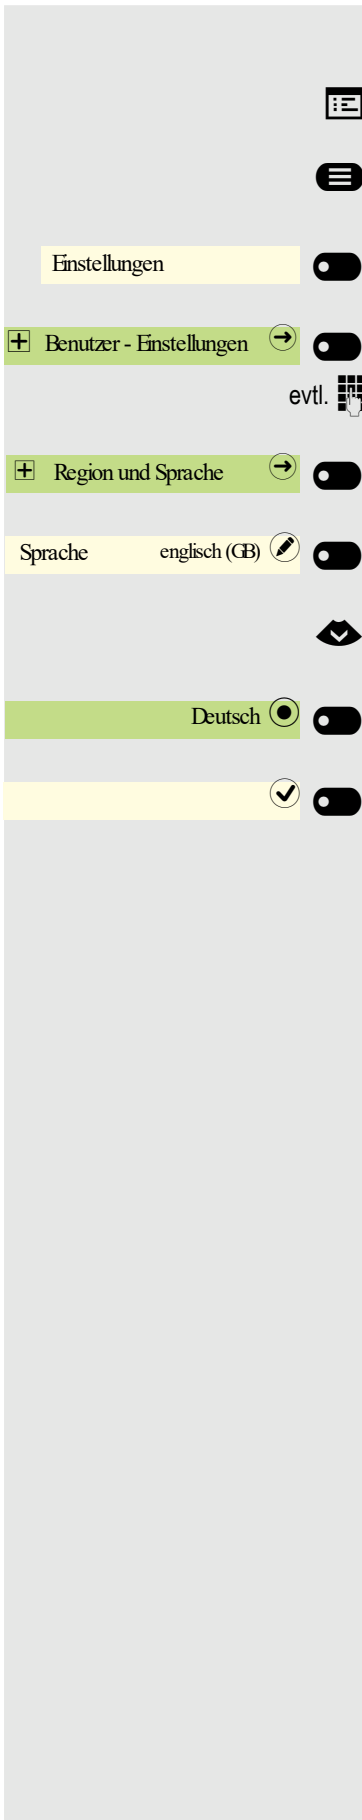 Einstellungen
Benutzer - Einstellungen
evtl.
Region und Sprache
Sprache englisch (GB)
Deutsch